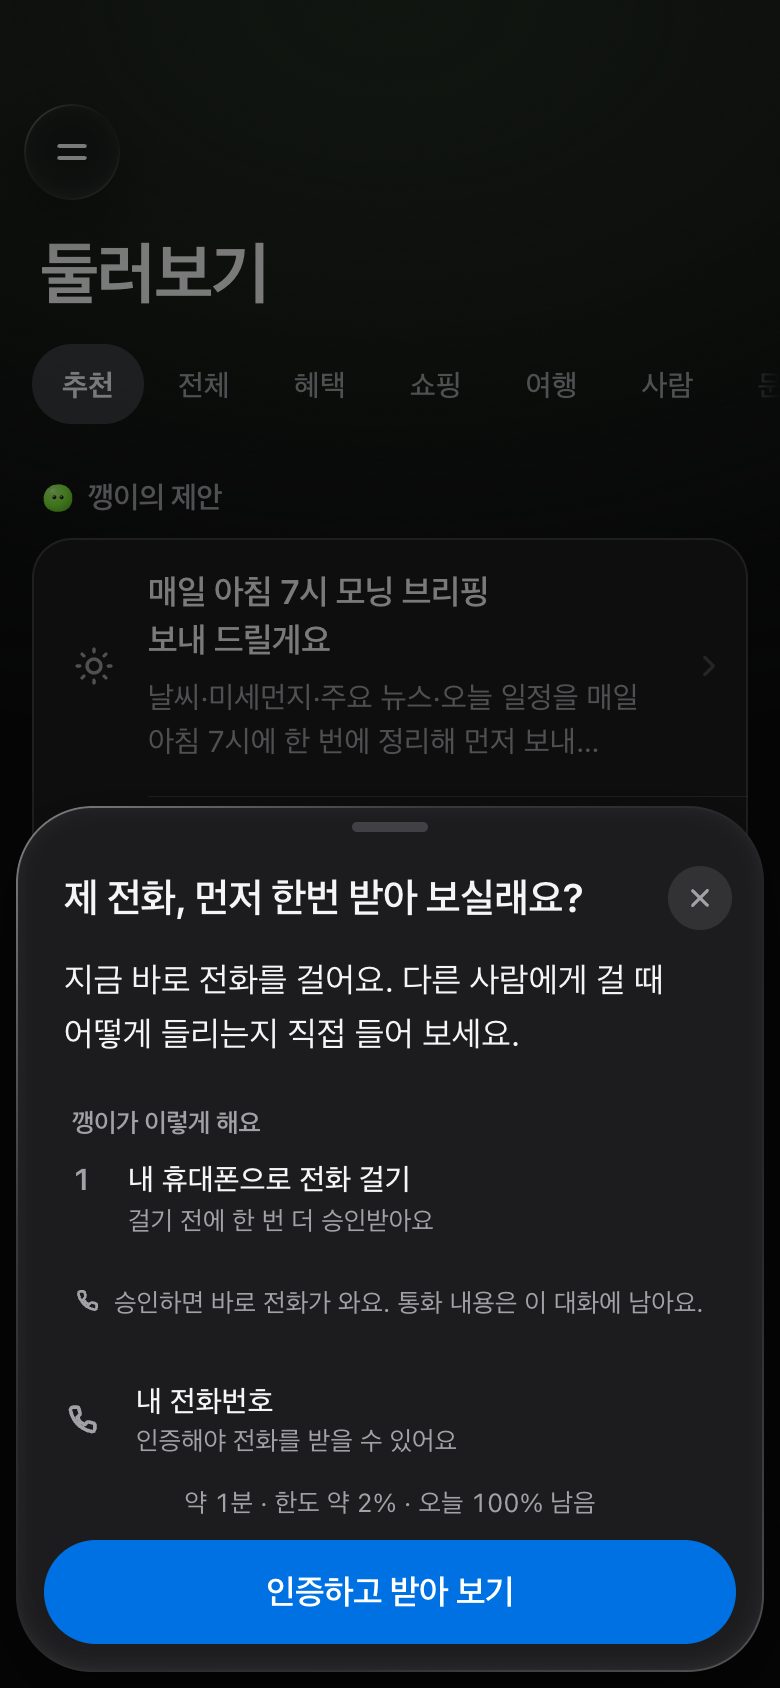 둘러보기
추천 전체 혜택 쇼핑 여행 사람
깽이의 제안
매일 아침 7시 모닝 브리핑
보내 드릴게요
날씨·미세먼지·주요 뉴스·오늘 일정을 매일
아침 7시에 한 번에 정리해 먼저 보내...
제 전화, 먼저 한번 받아 보실래요?
지금 바로 전화를 걸어요. 다른 사람에게 걸 때
어떻게 들리는지 직접 들어 보세요.
깽이가 이렇게 해요
1 내 휴대폰으로 전화 걸기
걸기 전에 한 번 더 승인받아요
승인하면 바로 전화가 와요. 통화 내용은 이 대화에 남아요.
내 전화번호
인증해야 전화를 받을 수 있어요
약 1분 · 한도 약 2% · 오늘 100% 남음
인증하고 받아 보기